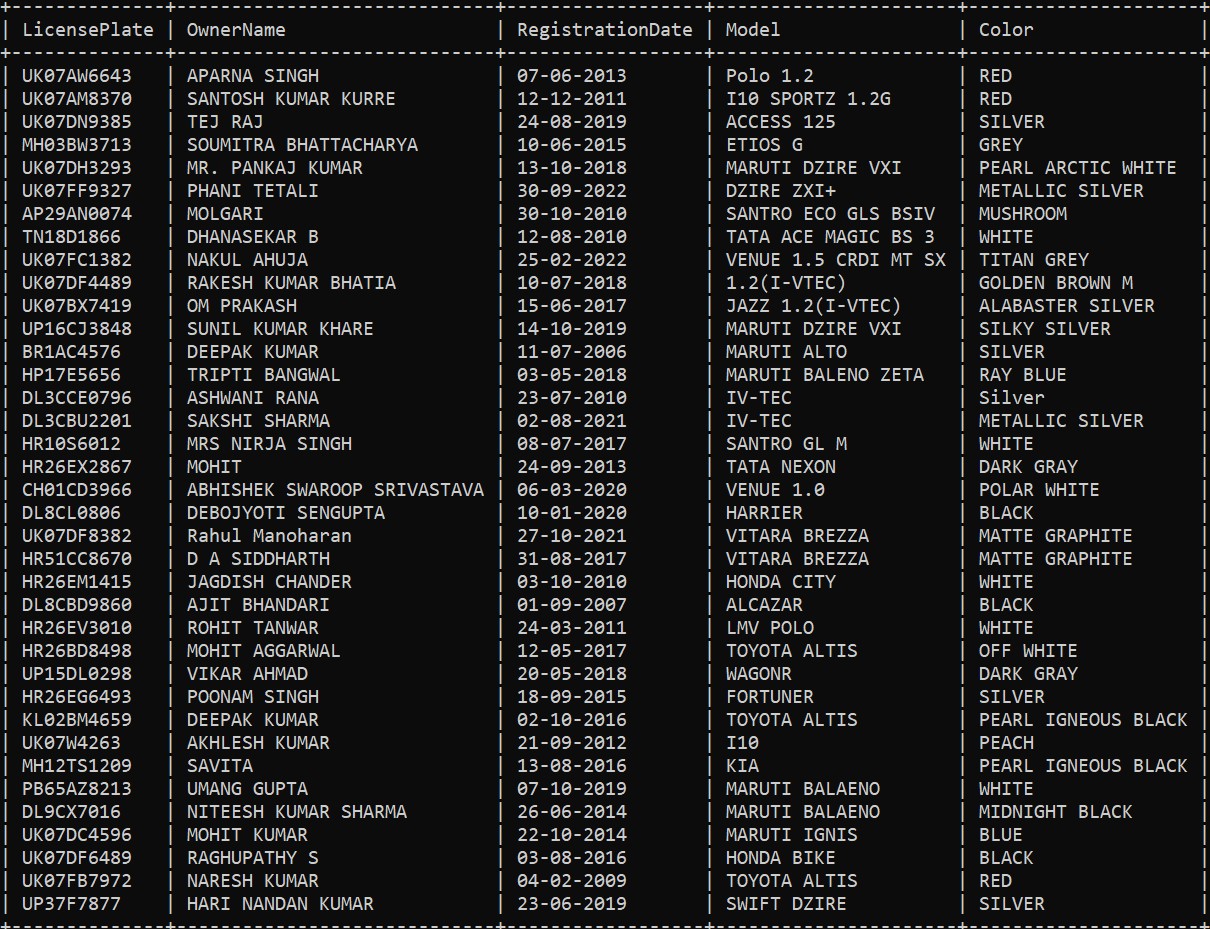 LicensePlate | OwnerName | RegistrationDate | Model | Color
UK07AW6643 | APARNA SINGH | 07-06-2013 | Polo 1.2 | RED
UK07AM8370 | SANTOSH KUMAR KURRE | 12-12-2011 | I10 SPORTZ 1.2G | RED
UK07DN9385 | TEJ RAJ | 24-08-2019 | ACCESS 125 | SILVER
MH03BW3713 | SOUMITRA BHATTACHARYA | 10-06-2015 | ETIOS G | GREY
UK07DH3293 | MR. PANKAJ KUMAR | 13-10-2018 | MARUTI DZIRE VXI | PEARL ARCTIC WHITE
UK07FF9327 | PHANI TETALI | 30-09-2022 | DZIRE ZXI+ | METALLIC SILVER
AP29AN0074 | MOLGARI | 30-10-2010 | SANTRO ECO GLS BSIV | MUSHROOM
TN18D1866 | DHANASEKAR B | 12-08-2010 | TATA ACE MAGIC BS 3 | WHITE
UK07FC1382 | NAKUL AHUJA | 25-02-2022 | VENUE 1.5 CRDI MT SX | TITAN GREY
UK07DF4489 | RAKESH KUMAR BHATIA | 10-07-2018 | 1.2(I-VTEC) | GOLDEN BROWN M
UK07BX7419 | OM PRAKASH | 15-06-2017 | JAZZ 1.2(I-VTEC) | ALABASTER SILVER
UP16CJ3848 | SUNIL KUMAR KHARE | 14-10-2019 | MARUTI DZIRE VXI | SILKY SILVER
BR1AC4576 | DEEPAK KUMAR | 11-07-2006 | MARUTI ALTO | SILVER
HP17E5656 | TRIPTI BANGWAL | 03-05-2018 | MARUTI BALENO ZETA | RAY BLUE
DL3CCE0796 | ASHWANI RANA | 23-07-2010 | IV-TEC | Silver
DL3CBU2201 | SAKSHI SHARMA | 02-08-2021 | IV-TEC | METALLIC SILVER
HR10S6012 | MRS NIRJA SINGH | 08-07-2017 | SANTRO GL M | WHITE
HR26EX2867 | MOHIT | 24-09-2013 | TATA NEXON | DARK GRAY
CH01CD3966 | ABHISHEK SWAROOP SRIVASTAVA | 06-03-2020 | VENUE 1.0 | POLAR WHITE
DL8CL0806 | DEBOJYOTI SENGUPTA | 10-01-2020 | HARRIER | BLACK
UK07DF8382 | Rahul Manoharan | 27-10-2021 | VITARA BREZZA | MATTE GRAPHITE
HR51CC8670 | D A SIDDHARTH | 31-08-2017 | VITARA BREZZA | MATTE GRAPHITE
HR26EM1415 | JAGDISH CHANDER | 03-10-2010 | HONDA CITY | WHITE
DL8CBD9860 | AJIT BHANDARI | 01-09-2007 | ALCAZAR | BLACK
HR26EV3010 | ROHIT TANWAR | 24-03-2011 | LMV POLO | WHITE
HR26BD8498 | MOHIT AGGARWAL | 12-05-2017 | TOYOTA ALTIS | OFF WHITE
UP15DL0298 | VIKAR AHMAD | 20-05-2018 | WAGONR | DARK GRAY
HR26EG6493 | POONAM SINGH | 18-09-2015 | FORTUNER | SILVER
KL02BM4659 | DEEPAK KUMAR | 02-10-2016 | TOYOTA ALTIS | PEARL IGNEOUS BLACK
UK07W4263 | AKHLESH KUMAR | 21-09-2012 | I10 | PEACH
MH12TS1209 | SAVITA | 13-08-2016 | KIA | PEARL IGNEOUS BLACK
PB65AZ8213 | UMANG GUPTA | 07-10-2019 | MARUTI BALAENO | WHITE
DL9CX7016 | NITEESH KUMAR SHARMA | 26-06-2014 | MARUTI BALAENO | MIDNIGHT BLACK
UK07DC4596 | MOHIT KUMAR | 22-10-2014 | MARUTI IGNIS | BLUE
UK07DF6489 | RAGHUPATHY S | 03-08-2016 | HONDA BIKE | BLACK
UK07FB7972 | NARESH KUMAR | 04-02-2009 | TOYOTA ALTIS | RED
UP37F7877 | HARI NANDAN KUMAR | 23-06-2019 | SWIFT DZIRE | SILVER